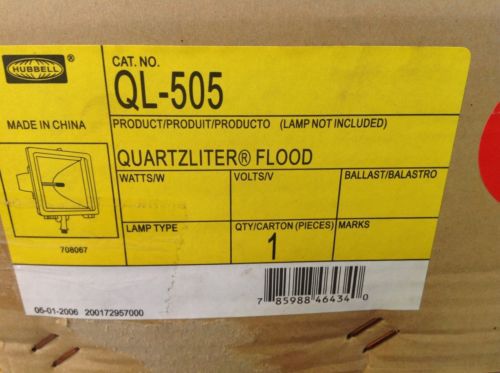 HUBBELL ®
CAT. NO.
QL-505
MADE IN CHINA
PRODUCT/PRODUIT/PRODUCTO (LAMP NOT INCLUDED)
QUARTZLITER® FLOOD
WATTS/W VOLTS/V BALLAST/BALASTRO
LAMP TYPE QTY/CARTON (PIECES) MARKS
1
708067
05-01-2006 200172957000
7 85988 46434 0